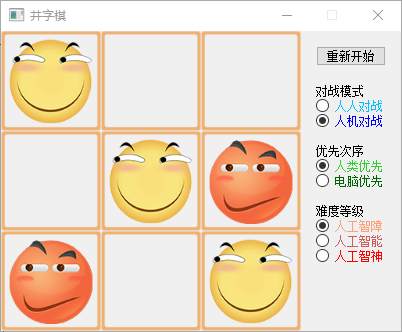 井字棋
重新开始
对战模式
人人对战
人机对战
优先次序
人类优先
电脑优先
难度等级
人工智障
人工智能
人工智神